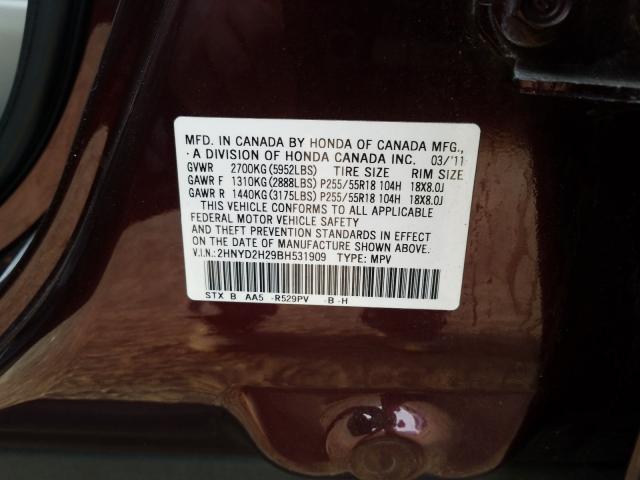 MFD. IN CANADA BY HONDA OF CANADA MFG.,
A DIVISION OF HONDA CANADA INC. 03/'11
GVWR 2700KG(5952LBS) TIRE SIZE RIM SIZE
GAWR F 1310KG(2888LBS) P255/55R18 104H 18X8.0J
GAWR R 1440KG(3175LBS) P255/55R18 104H 18X8.0J
THIS VEHICLE CONFORMS TO ALL APPLICABLE
FEDERAL MOTOR VEHICLE SAFETY
AND THEFT PREVENTION STANDARDS IN EFFECT
ON THE DATE OF MANUFACTURE SHOWN ABOVE.
V.I.N.:2HNYD2H29BH531909 TYPE: MPV
STX B AA5 -R529PV -B -H